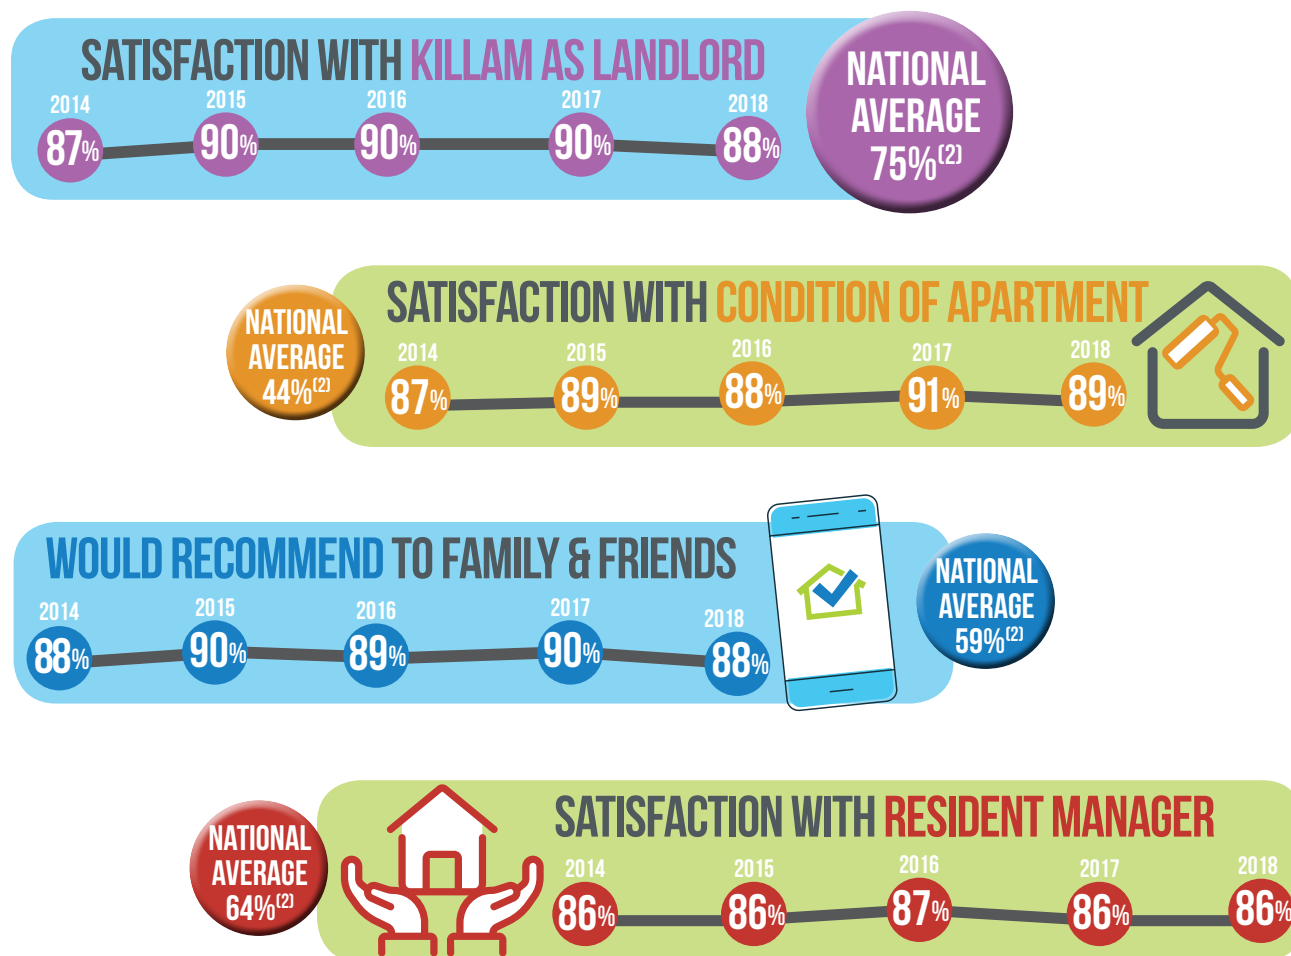 SATISFACTION WITH KILLAM AS LANDLORD
2014 2015 2016 2017 2018
87% 90% 90% 90% 88%
NATIONAL
AVERAGE
75%(2)
SATISFACTION WITH CONDITION OF APARTMENT
2014 2015 2016 2017 2018
87% 89% 88% 91% 89%
NATIONAL
AVERAGE
44%(2)
WOULD RECOMMEND TO FAMILY & FRIENDS
2014 2015 2016 2017 2018
88% 90% 89% 90% 88%
NATIONAL
AVERAGE
59%(2)
SATISFACTION WITH RESIDENT MANAGER
2014 2015 2016 2017 2018
86% 86% 87% 86% 86%
NATIONAL
AVERAGE
64%(2)